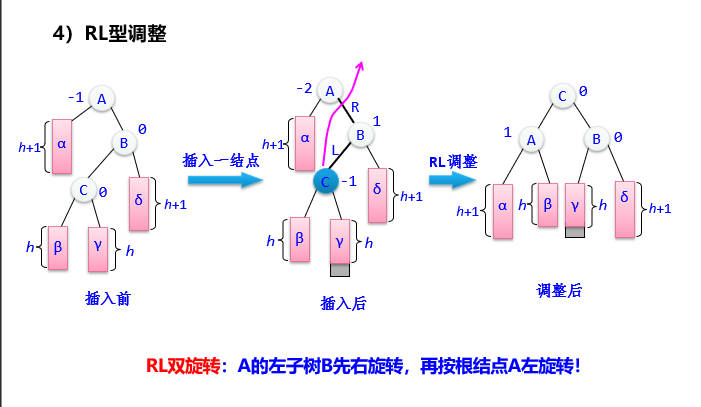 4）RL型调整
-1 A
0
h+1 α B
C 0
δ h+1
h β γ h
插入前
插入一结点
-2 A
R
1
h+1 α B
L
C -1
δ h+1
h β γ h
插入后
RL调整
C 0
1 A B 0
h+1 α h β γ h δ h+1
调整后
RL双旋转：A的左子树B先右旋转，再按根结点A左旋转！